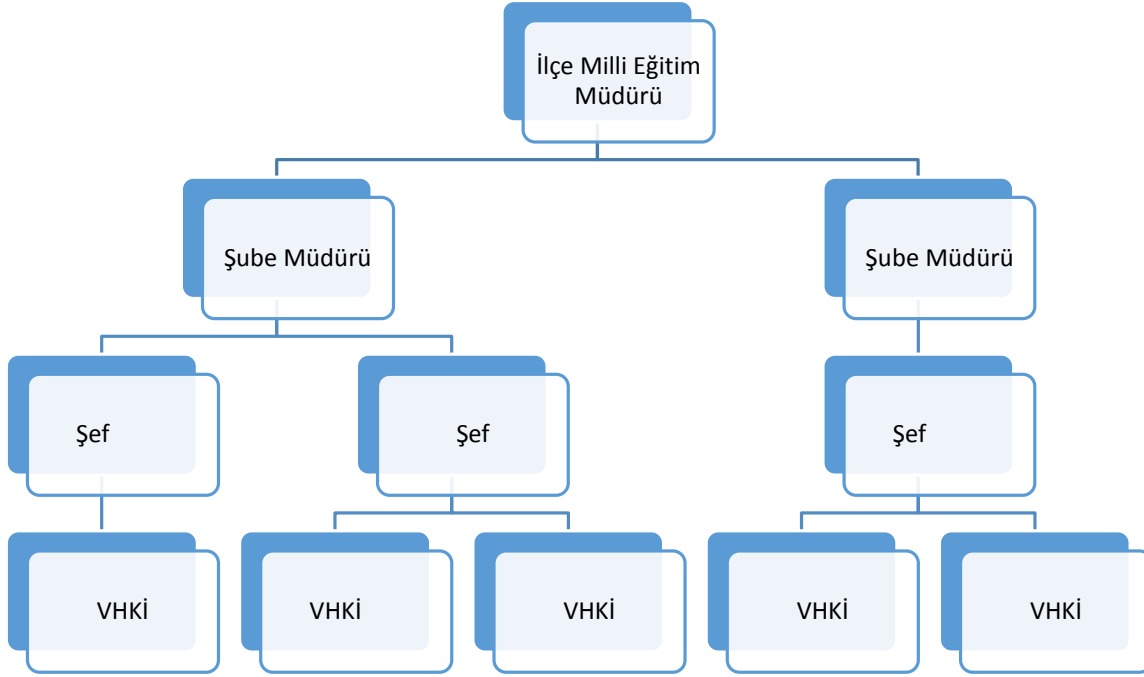 İlçe Milli Eğitim
Müdürü
Şube Müdürü
Şube Müdürü
Şef
Şef
Şef
VHKİ
VHKİ
VHKİ
VHKİ
VHKİ